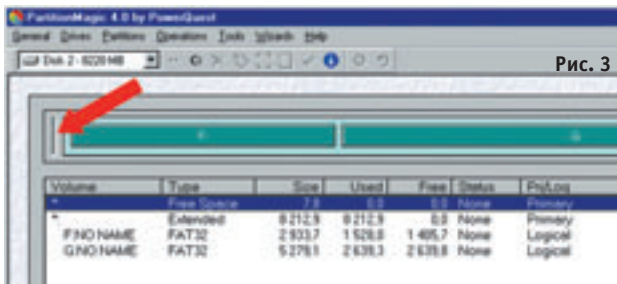 PartitionMagic 4.0 by PowerQuest
General Drives Partitions Operations Tools Wizards Help
Disk 2 - 8220 MB
Рис. 3
F: G:
Volume Type Size Used Free Status Pri/Log
* Free Space 7,8 0,0 0,0 None Primary
*: Extended 8 212,9 8 212,9 0,0 None Primary
F:NO NAME FAT32 2 933,7 1 528,0 1 405,7 None Logical
G:NO NAME FAT32 5 279,1 2 639,3 2 639,8 None Logical